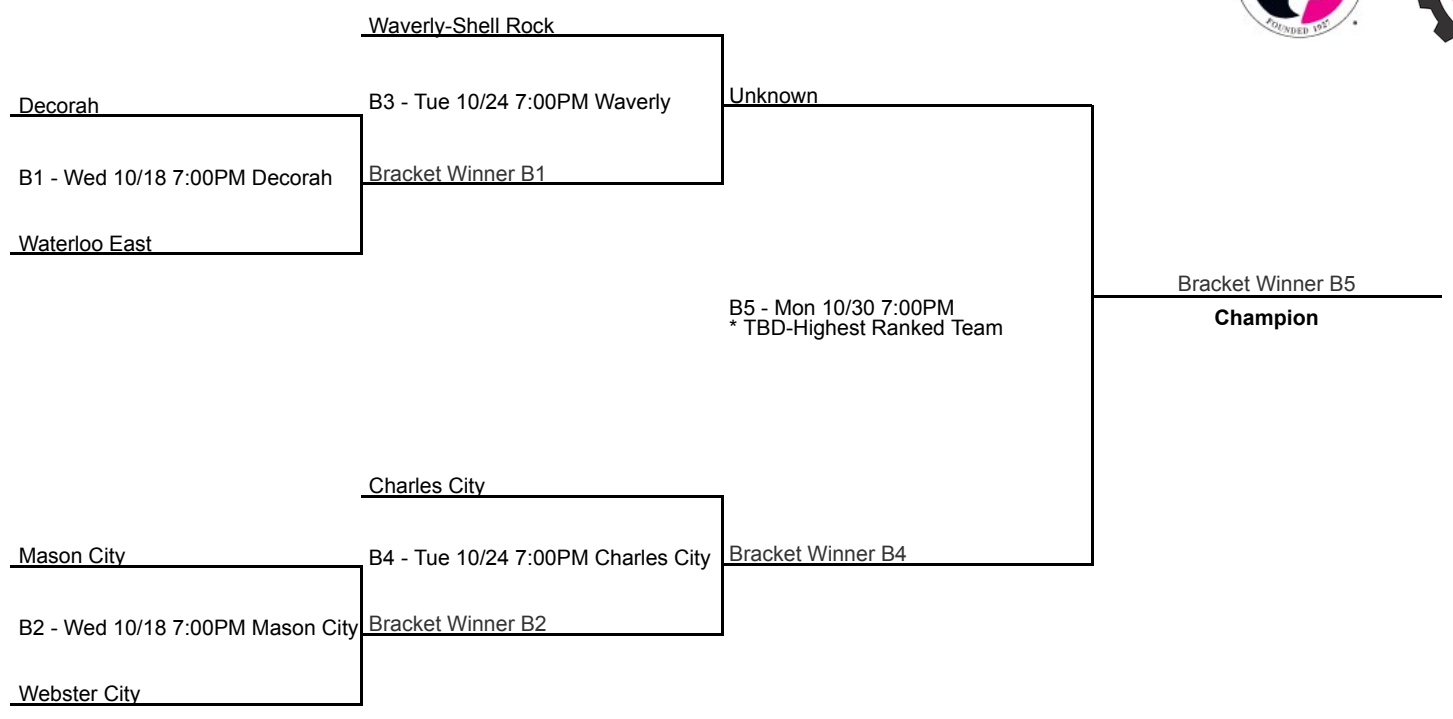 FOUNDED 1927
Waverly-Shell Rock
Decorah
B3 - Tue 10/24 7:00PM Waverly
Unknown
B1 - Wed 10/18 7:00PM Decorah
Bracket Winner B1
Waterloo East
Bracket Winner B5
B5 - Mon 10/30 7:00PM
* TBD-Highest Ranked Team
Champion
Charles City
Mason City
B4 - Tue 10/24 7:00PM Charles City
Bracket Winner B4
B2 - Wed 10/18 7:00PM Mason City
Bracket Winner B2
Webster City